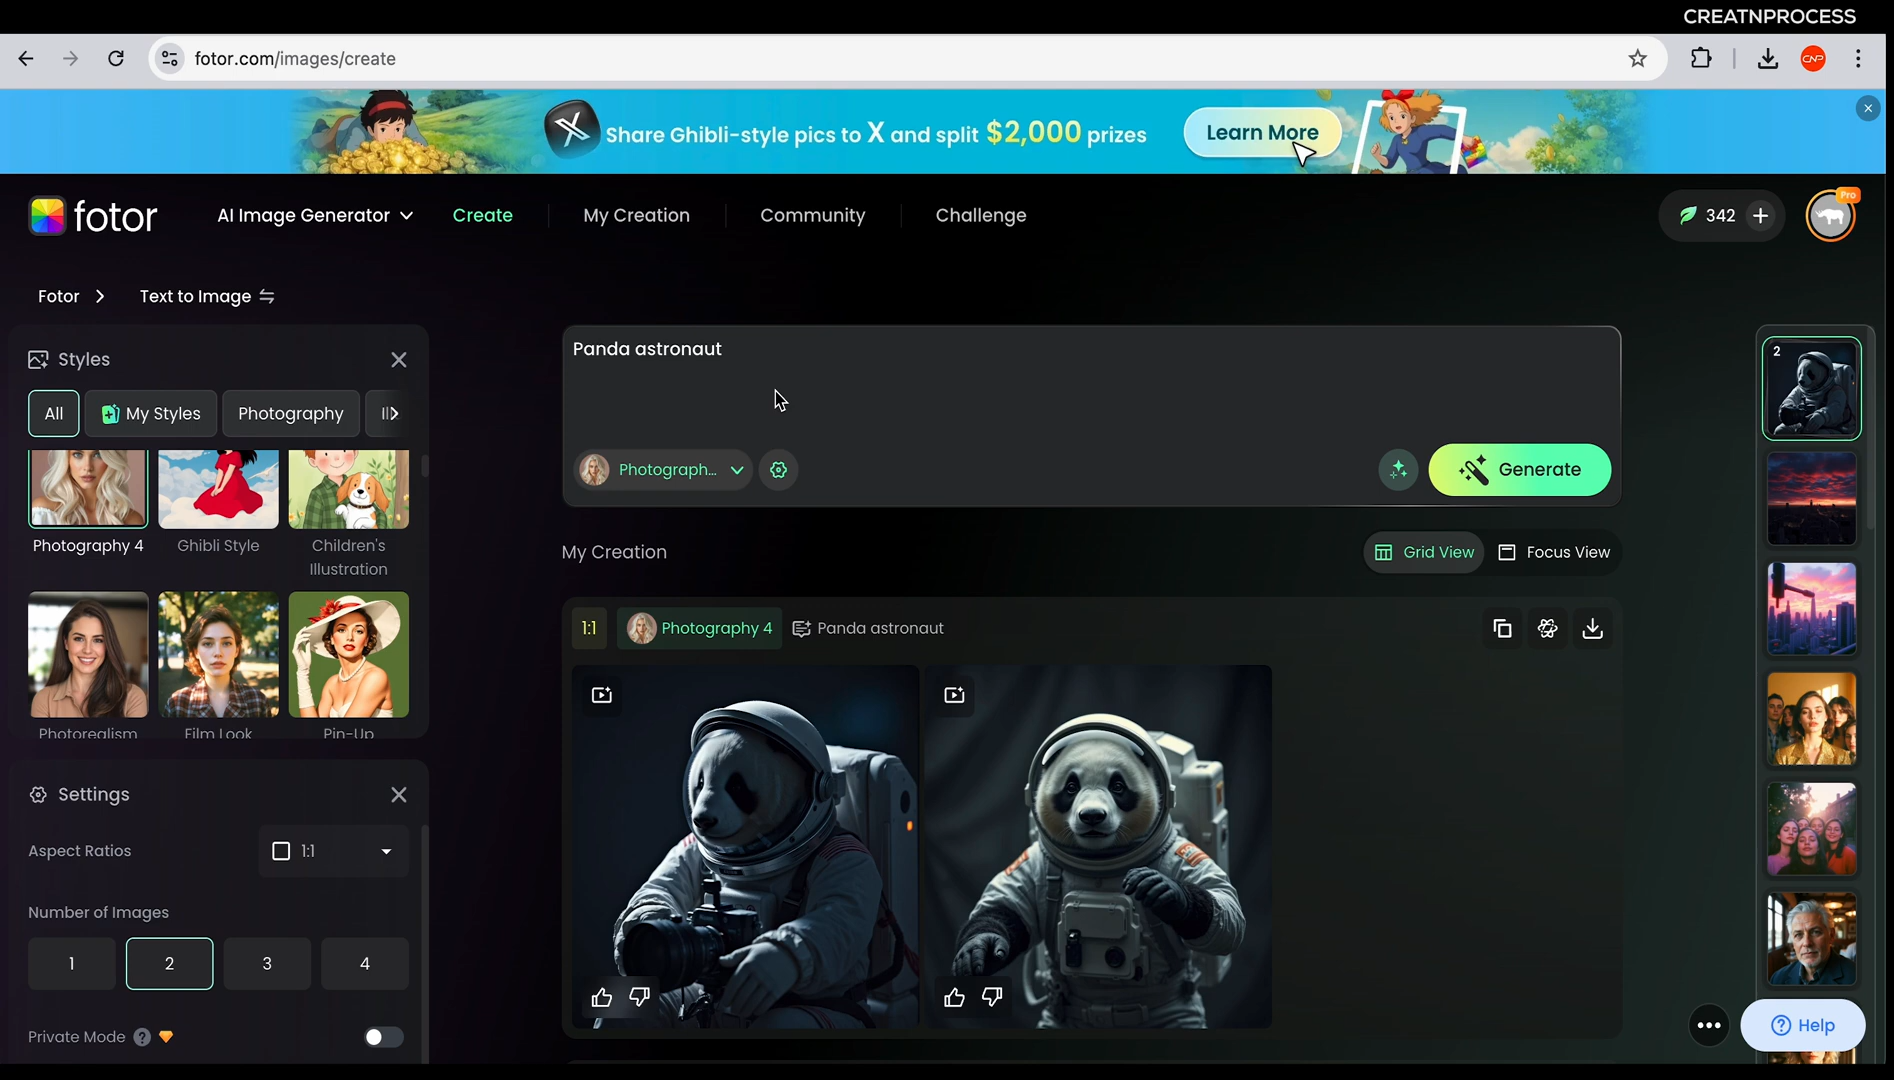 CREATNPROCESS
fotor.com/images/create
CNP
Share Ghibli-style pics to X and split $2,000 prizes
Learn More
fotor
AI Image Generator
Create
My Creation
Community
Challenge
342
Pro
Fotor
Text to Image
Styles
All
My Styles
Photography
Photography 4
Ghibli Style
Children's
Illustration
Photorealism
Film Look
Pin-Up
Settings
Aspect Ratios
1:1
Number of Images
1
2
3
4
Private Mode
Panda astronaut
Photograph...
Generate
My Creation
Grid View
Focus View
1:1
Photography 4
Panda astronaut
2
Help